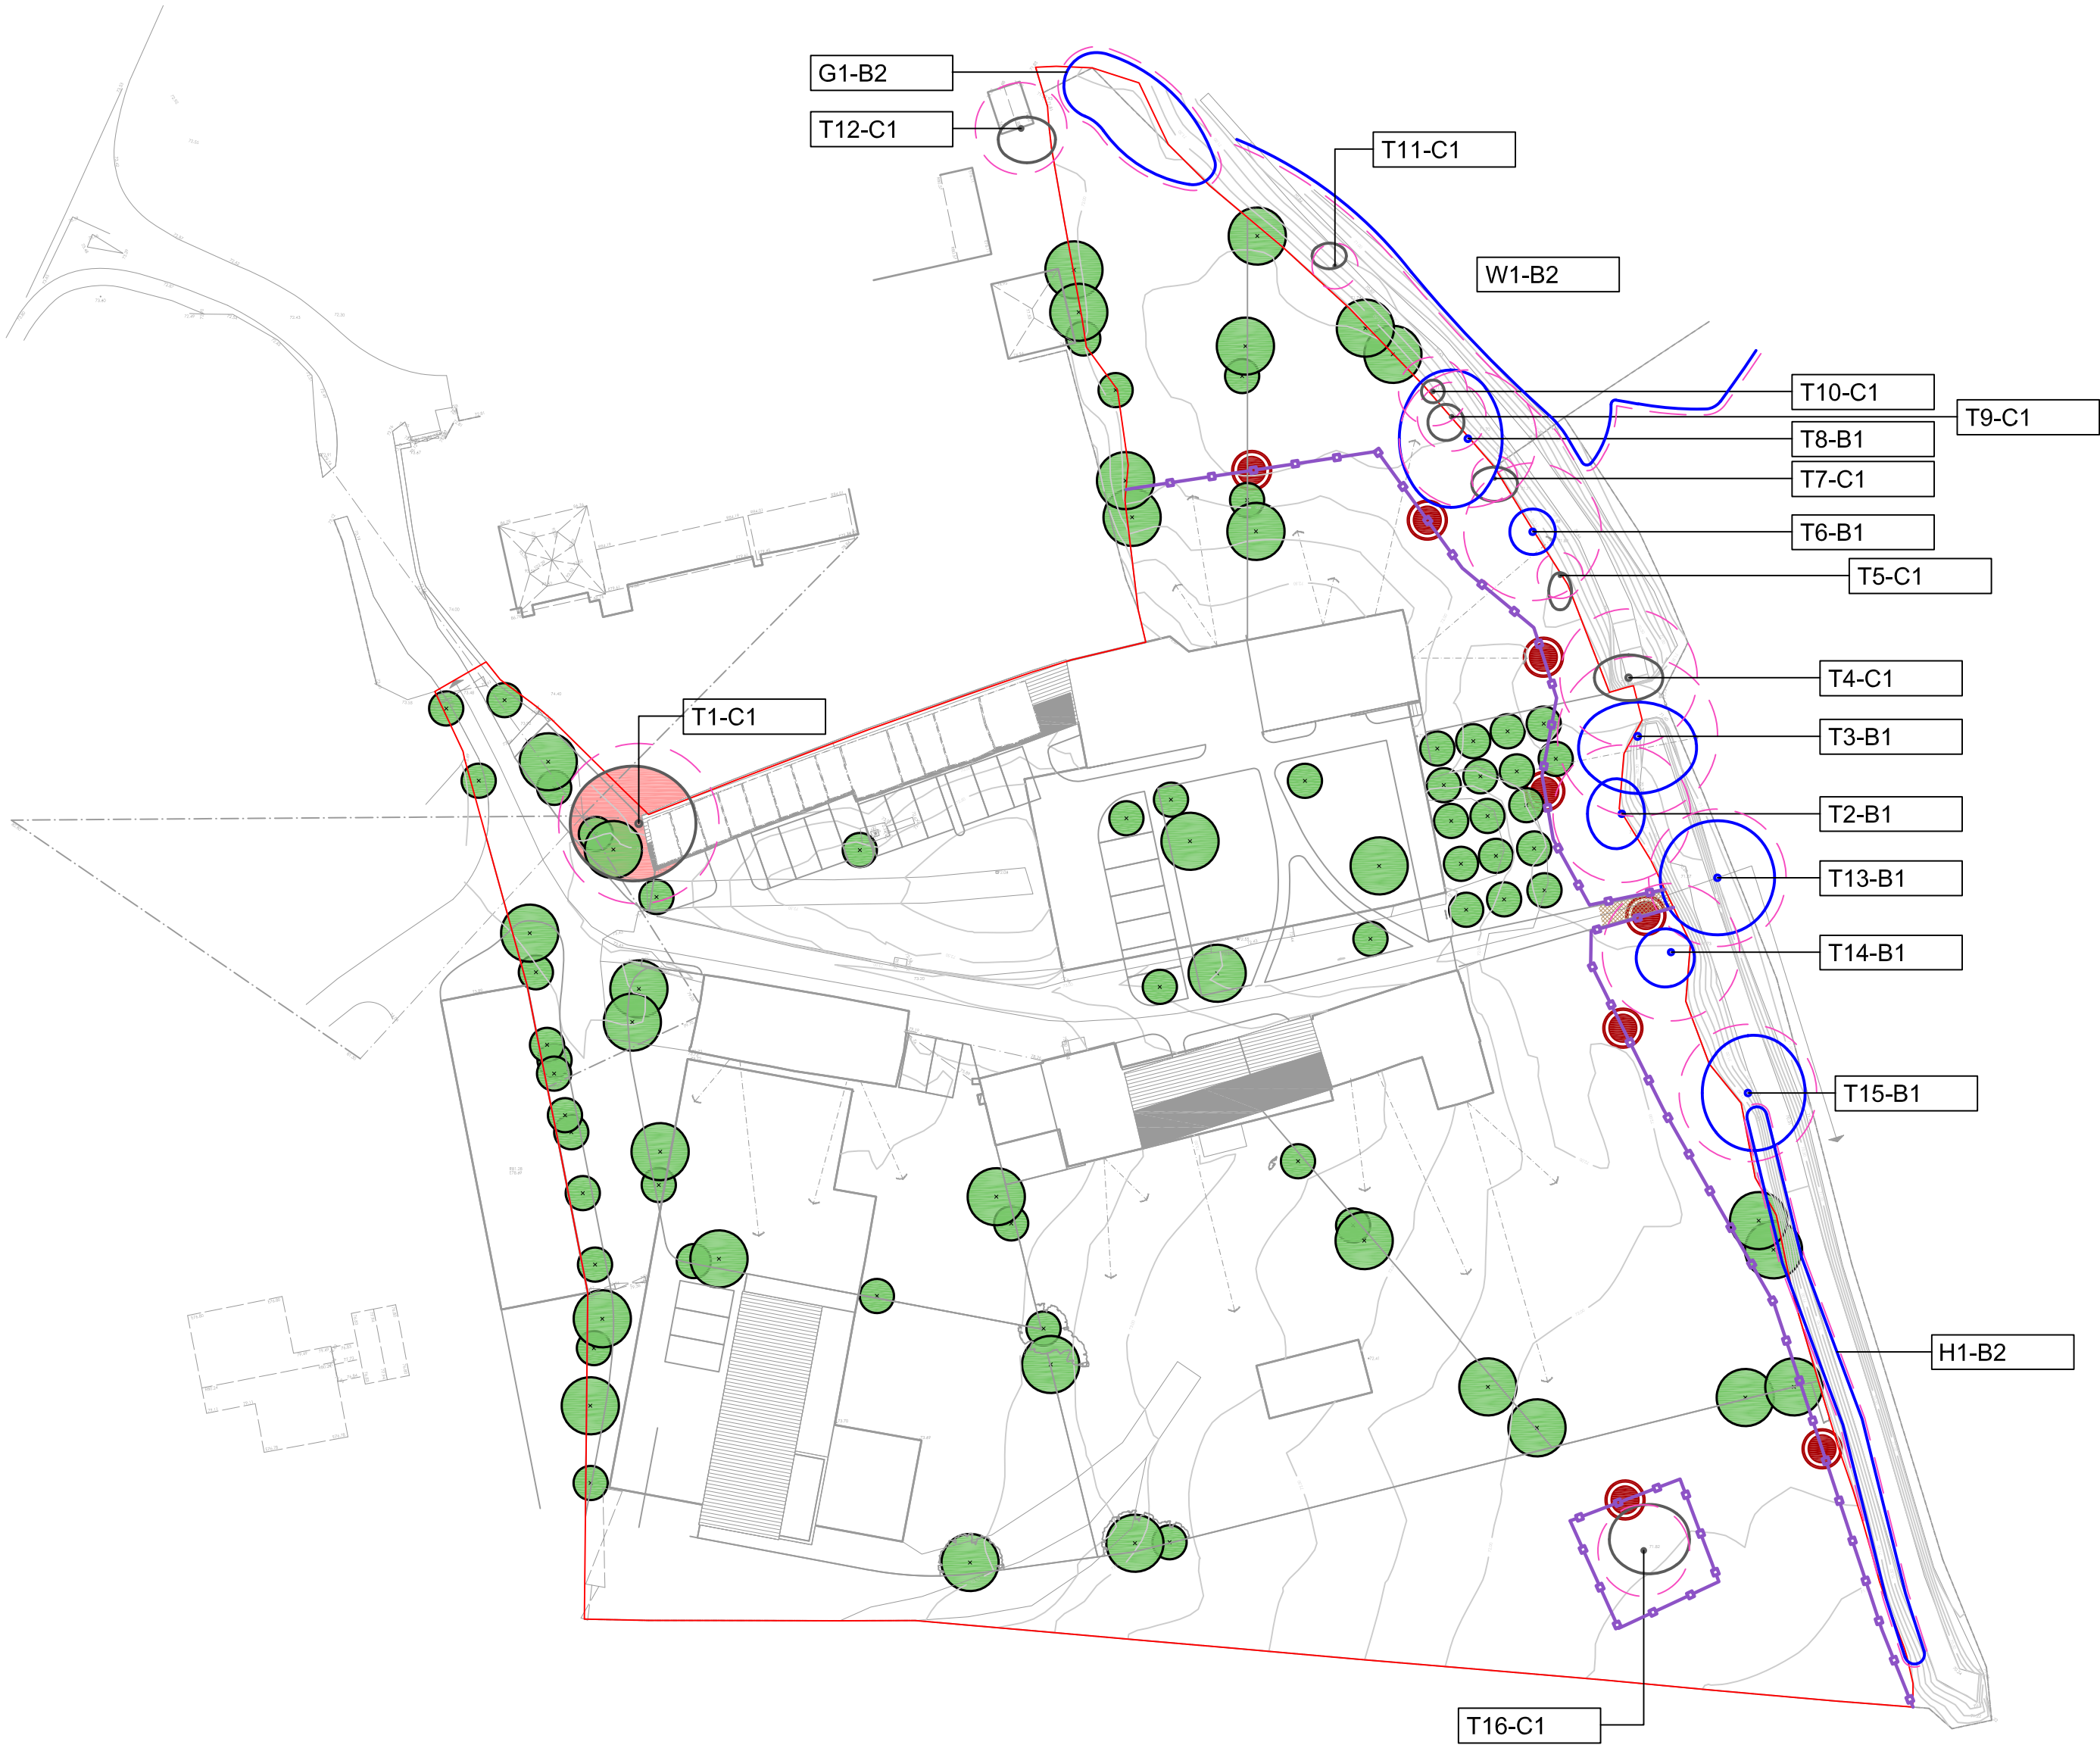 G1-B2
T12-C1
T11-C1
W1-B2
T10-C1
T9-C1
T8-B1
T7-C1
T6-B1
T5-C1
T4-C1
T1-C1
T3-B1
T2-B1
T13-B1
T14-B1
T15-B1
H1-B2
T16-C1